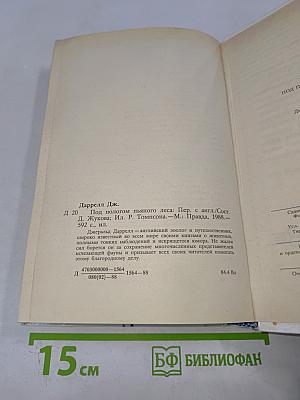 Даррелл Дж.
Д 20 Под пологом пьяного леса: Пер. с англ./Сост.
Д. Жукова; Ил. Р. Томпсона.—М.: Правда, 1988.—
592 с., ил.
Джеральд Даррелл — английский зоолог и путешественник,
широко известный во всем мире своими книгами о животных,
полными тонких наблюдений и искрящегося юмора. Не жалея
сил борется он за сохранение многочисленных представителей
исчезающей фауны и призывает всех своих читателей помогать
этому благородному делу.
Д 4703000000—1564
080(02)—88
1564—88
84.4 Вл
ПОД П
15 см
БФ БИБЛИОФАН